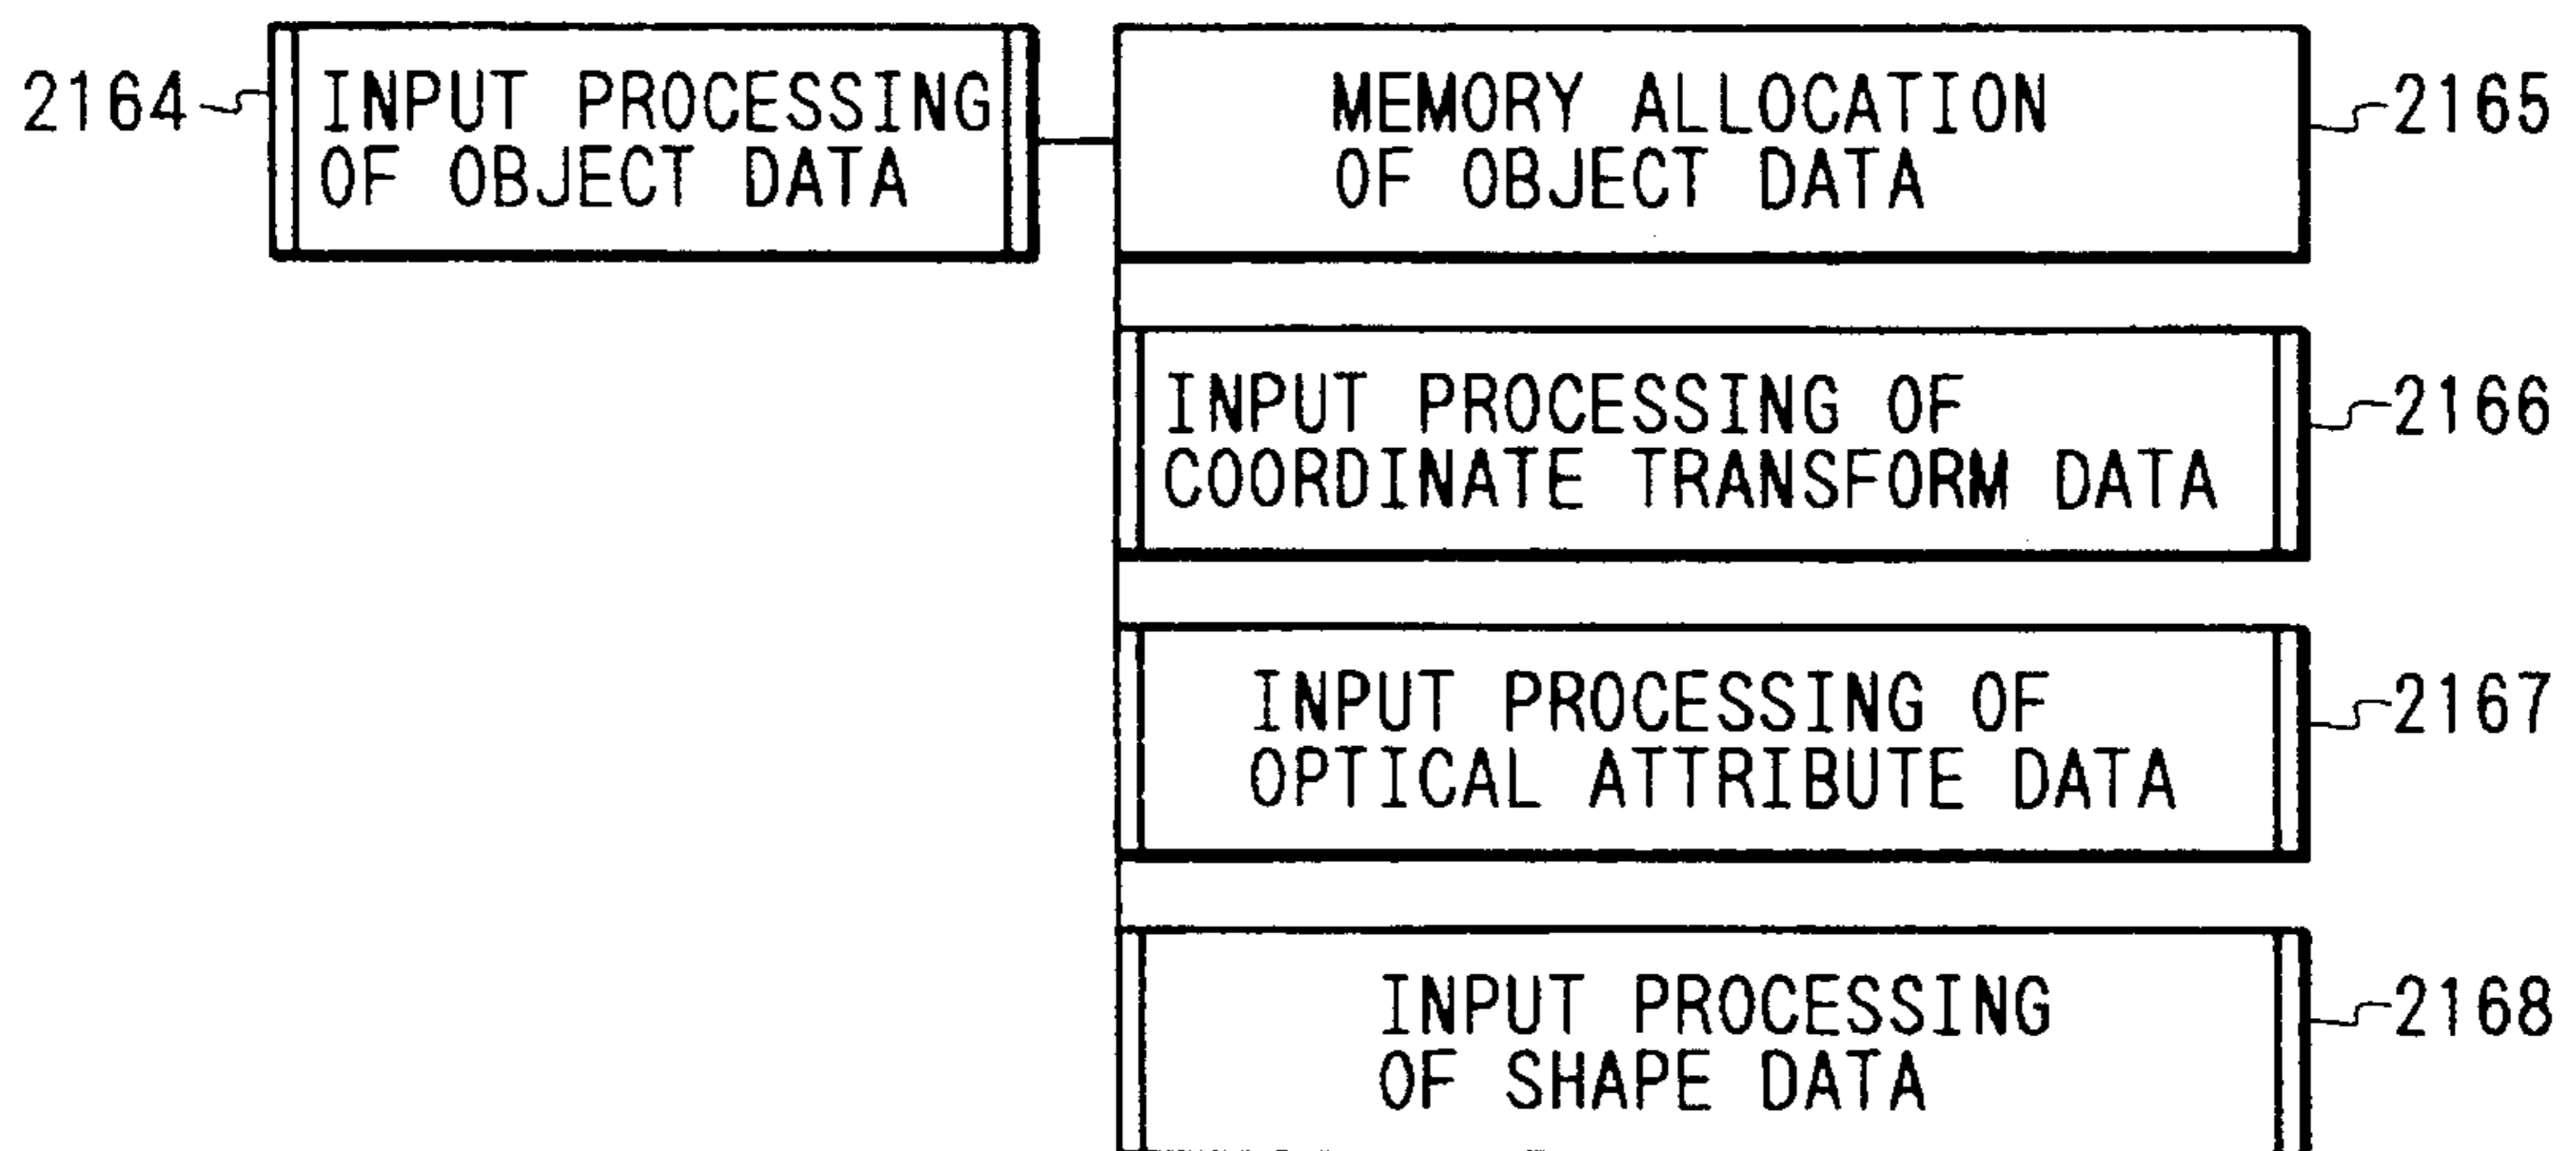 2164
INPUT PROCESSING
OF OBJECT DATA
MEMORY ALLOCATION
OF OBJECT DATA
2165
INPUT PROCESSING OF
COORDINATE TRANSFORM DATA
2166
INPUT PROCESSING OF
OPTICAL ATTRIBUTE DATA
2167
INPUT PROCESSING
OF SHAPE DATA
2168